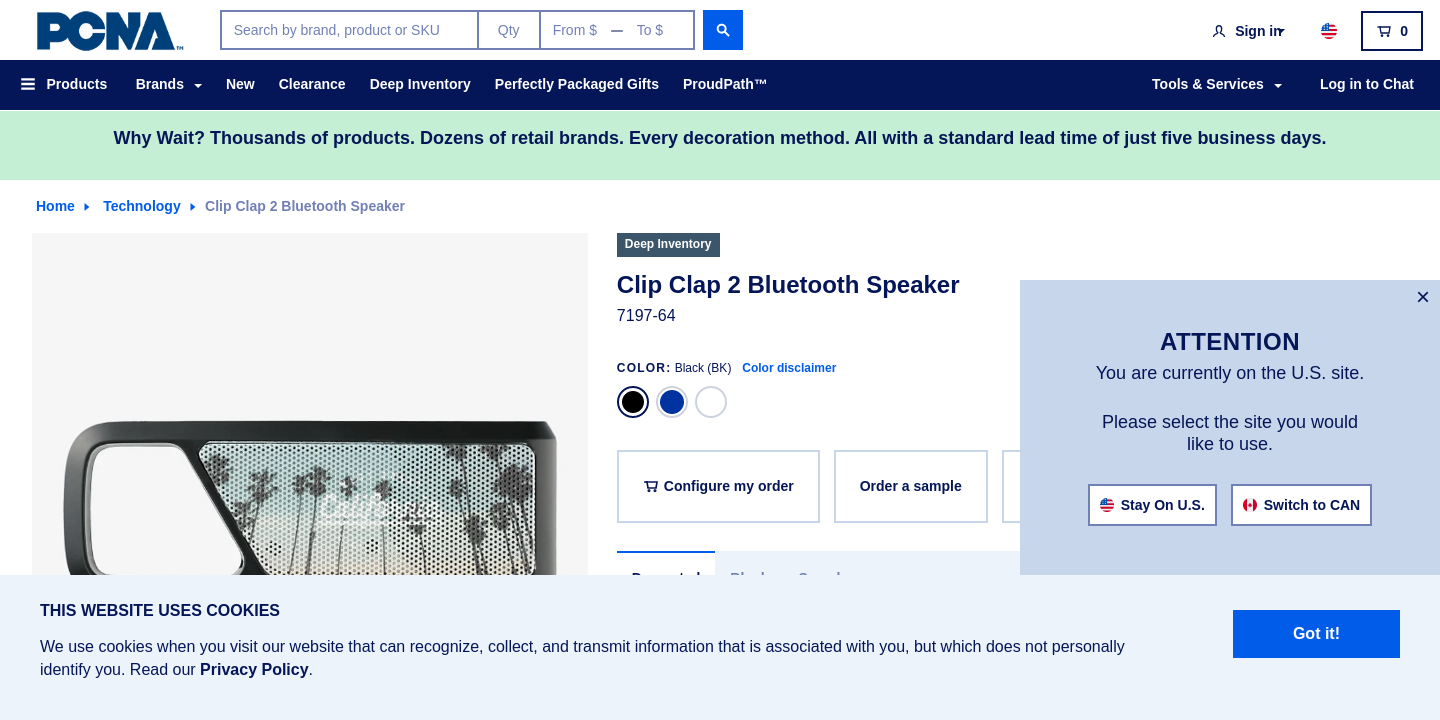 PCNA™
Search by brand, product or SKU
Qty
From $ — To $
Sign in
0
Products
Brands
New
Clearance
Deep Inventory
Perfectly Packaged Gifts
ProudPath™
Tools & Services
Log in to Chat
Why Wait? Thousands of products. Dozens of retail brands. Every decoration method. All with a standard lead time of just five business days.
Home
Technology
Clip Clap 2 Bluetooth Speaker
Deep Inventory
Clip Clap 2 Bluetooth Speaker
7197-64
COLOR: Black (BK) Color disclaimer
Configure my order
Order a sample
×
ATTENTION
You are currently on the U.S. site.
Please select the site you would
like to use.
Stay On U.S.
Switch to CAN
THIS WEBSITE USES COOKIES
We use cookies when you visit our website that can recognize, collect, and transmit information that is associated with you, but which does not personally
identify you. Read our Privacy Policy.
Got it!